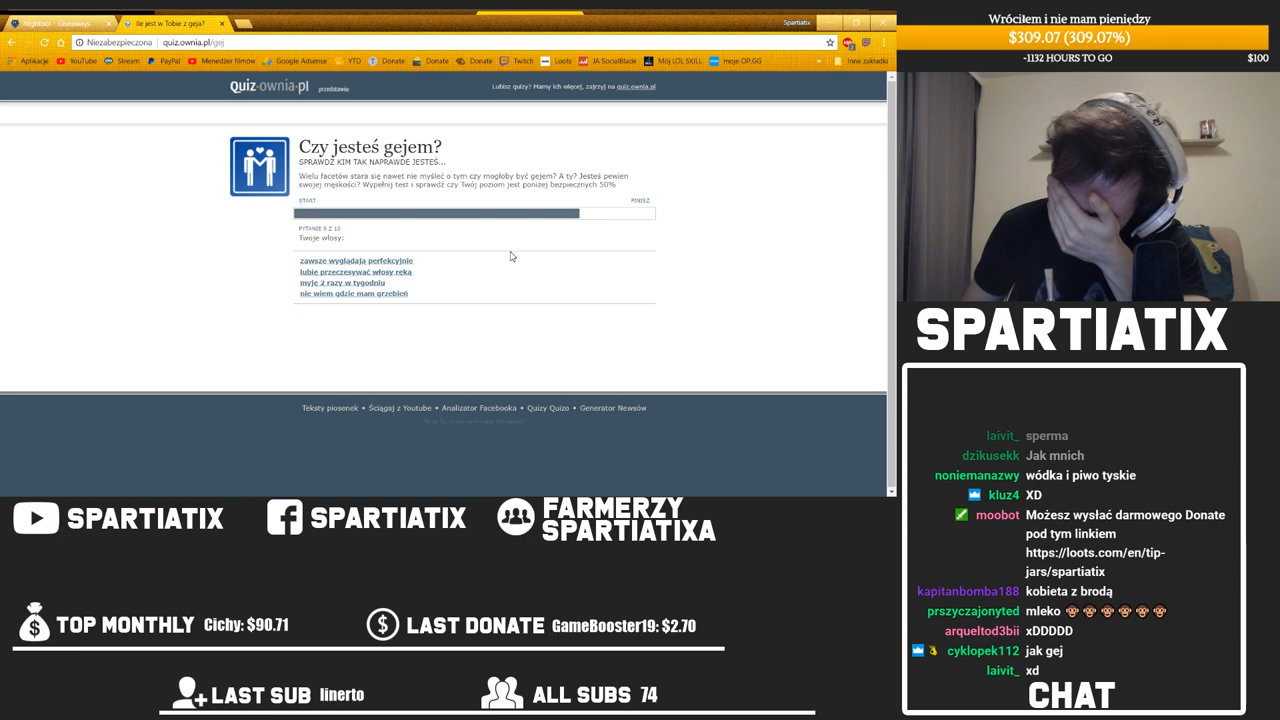 Nightbot - Giveaways
Ile jest w Tobie z geja?
Spartiatix
Niezabezpieczona
quiz.ownia.pl/gej
Aplikacje
YouTube
Stream
PayPal
Menedżer filmów
Google Adsense
YTD
Donate
Donate
Donate
Twitch
Loots
JA SocialBlade
Mój LOL SKILL
moje OP.GG
»
Inne zakładki
Quiz·ownia·pl przedstawia:
Lubisz quizy? Mamy ich więcej, zajrzyj na quiz.ownia.pl
Czy jesteś gejem?
SPRAWDŹ KIM TAK NAPRAWDĘ JESTEŚ...
Wielu facetów stara się nawet nie myśleć o tym czy mogłoby być gejem? A ty? Jesteś pewien
swojej męskości? Wypełnij test i sprawdź czy Twój poziom jest poniżej bezpiecznych 50%
START
FINISZ
PYTANIE 9 Z 10
Twoje włosy:
zawsze wyglądają perfekcyjnie
lubię przeczesywać włosy ręką
myję 2 razy w tygodniu
nie wiem gdzie mam grzebień
Teksty piosenek • Ściągaj z Youtube • Analizator Facebooka • Quizy Quizo • Generator Newsów
Wróciłem i nie mam pieniędzy
$309.07 (309.07%)
-1132 HOURS TO GO
$100
SPARTIATIX
laivit_ sperma
dzikusekk Jak mnich
noniemanazwy wódka i piwo tyskie
kluz4 XD
moobot Możesz wysłać darmowego Donate
pod tym linkiem
https://loots.com/en/tip-
jars/spartiatix
kapitanbomba188 kobieta z brodą
prszyczajonyted mleko
arqueltod3bii xDDDDD
cyklopek112 jak gej
laivit_ xd
CHAT
SPARTIATIX
SPARTIATIX
FARMERZY
SPARTIATIXA
TOP MONTHLY Cichy: $90.71
LAST DONATE GameBooster19: $2.70
LAST SUB linerto
ALL SUBS 74